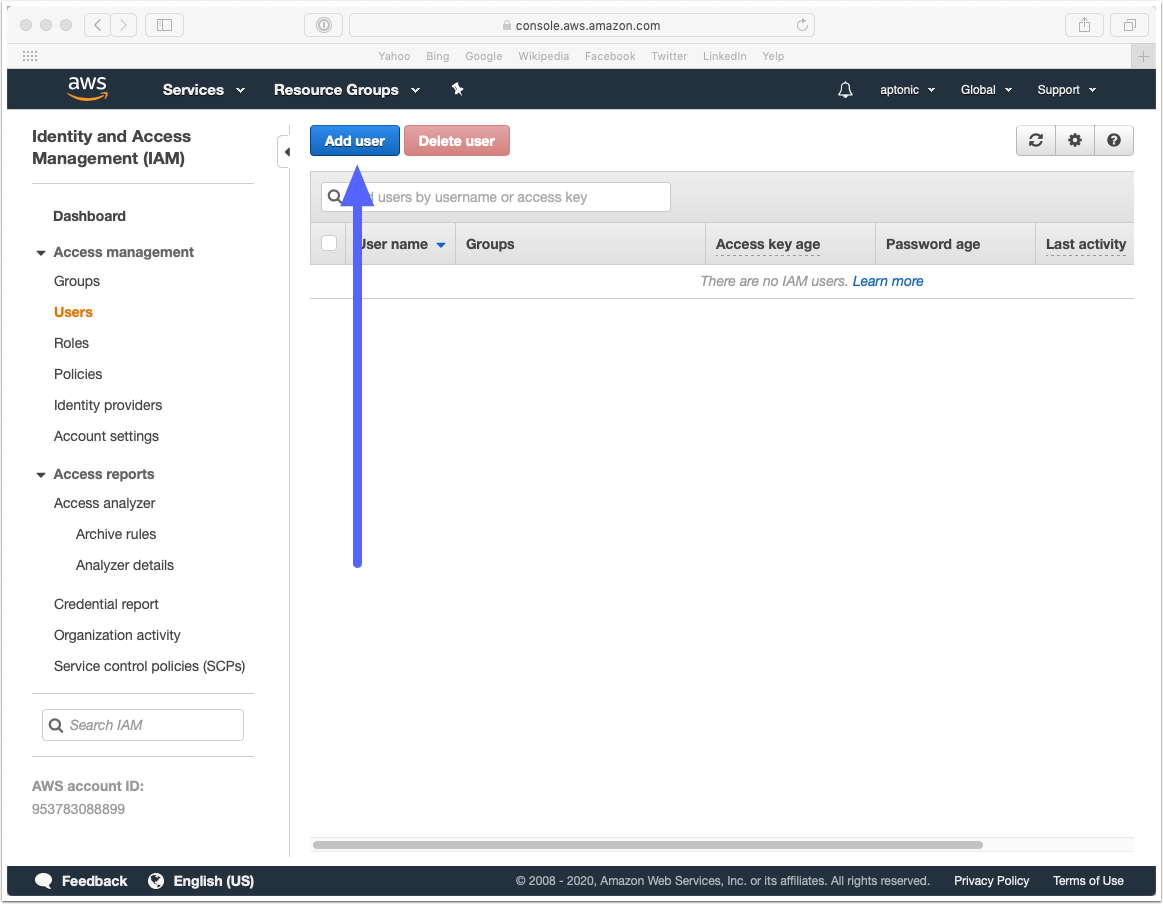 console.aws.amazon.com
Yahoo Bing Google Wikipedia Facebook Twitter LinkedIn Yelp
aws Services Resource Groups aptonic Global Support
Identity and Access
Management (IAM)
Dashboard
Access management
Groups
Users
Roles
Policies
Identity providers
Account settings
Access reports
Access analyzer
Archive rules
Analyzer details
Credential report
Organization activity
Service control policies (SCPs)
Search IAM
AWS account ID:
953783088899
Add user Delete user
users by username or access key
User name Groups Access key age Password age Last activity
There are no IAM users. Learn more
Feedback English (US) © 2008 - 2020, Amazon Web Services, Inc. or its affiliates. All rights reserved. Privacy Policy Terms of Use